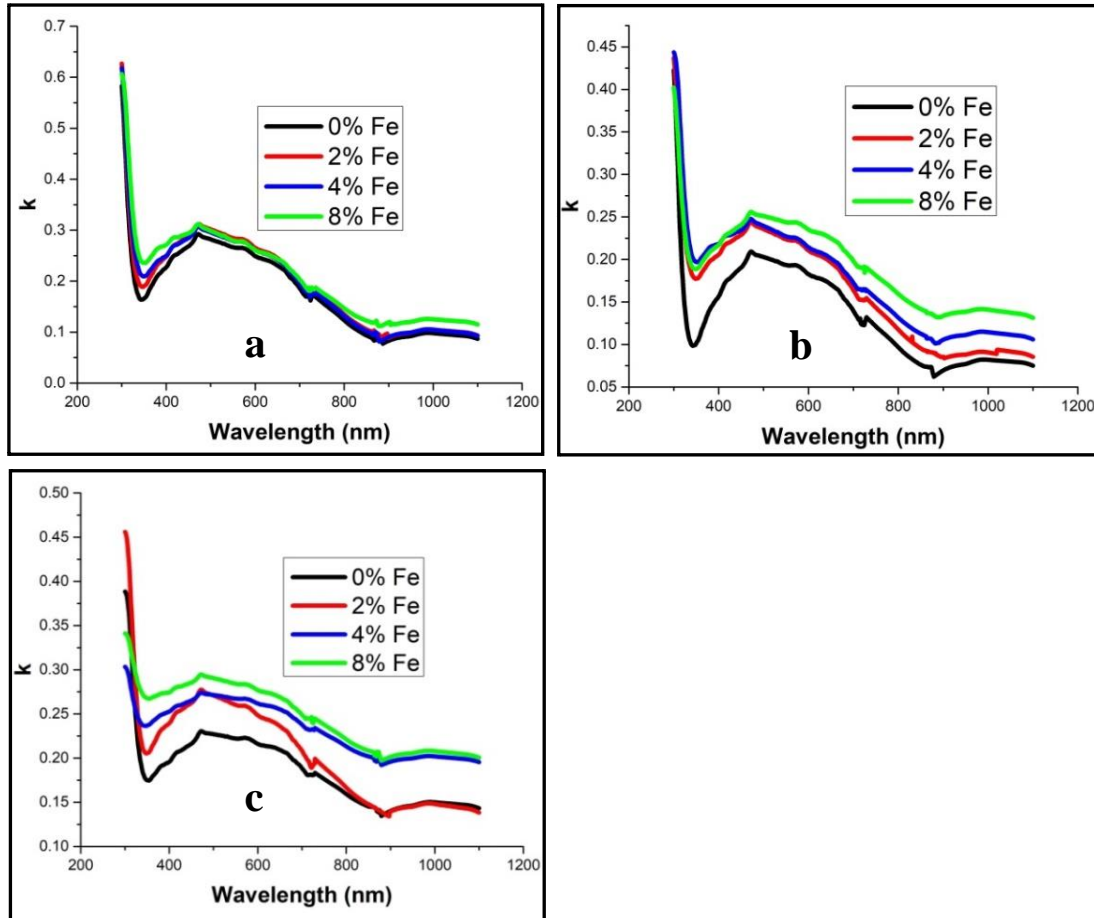 0.7
0.6
0.5
0.4
0.3
0.2
0.1
0.0
k
0% Fe
2% Fe
4% Fe
8% Fe
a
200 400 600 800 1000 1200
Wavelength (nm)
0.45
0.40
0.35
0.30
0.25
0.20
0.15
0.10
0.05
k
0% Fe
2% Fe
4% Fe
8% Fe
b
200 400 600 800 1000 1200
Wavelength (nm)
0.50
0.45
0.40
0.35
0.30
0.25
0.20
0.15
0.10
k
0% Fe
2% Fe
4% Fe
8% Fe
c
200 400 600 800 1000 1200
Wavelength (nm)